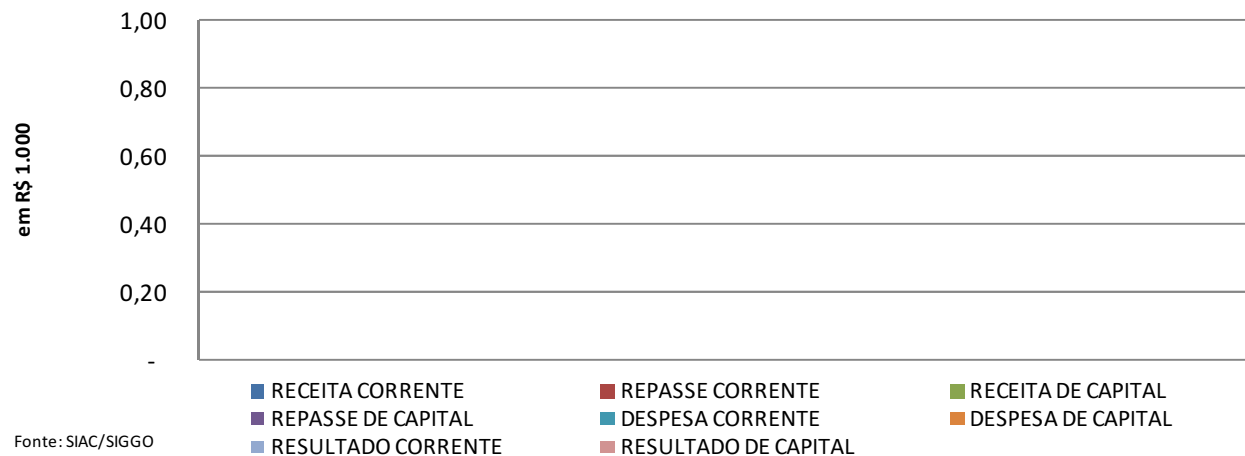 1,00
0,80
0,60
0,40
0,20
-
em R$ 1.000
RECEITA CORRENTE REPASSE CORRENTE RECEITA DE CAPITAL
REPASSE DE CAPITAL DESPESA CORRENTE DESPESA DE CAPITAL
RESULTADO CORRENTE RESULTADO DE CAPITAL
Fonte: SIAC/SIGGO